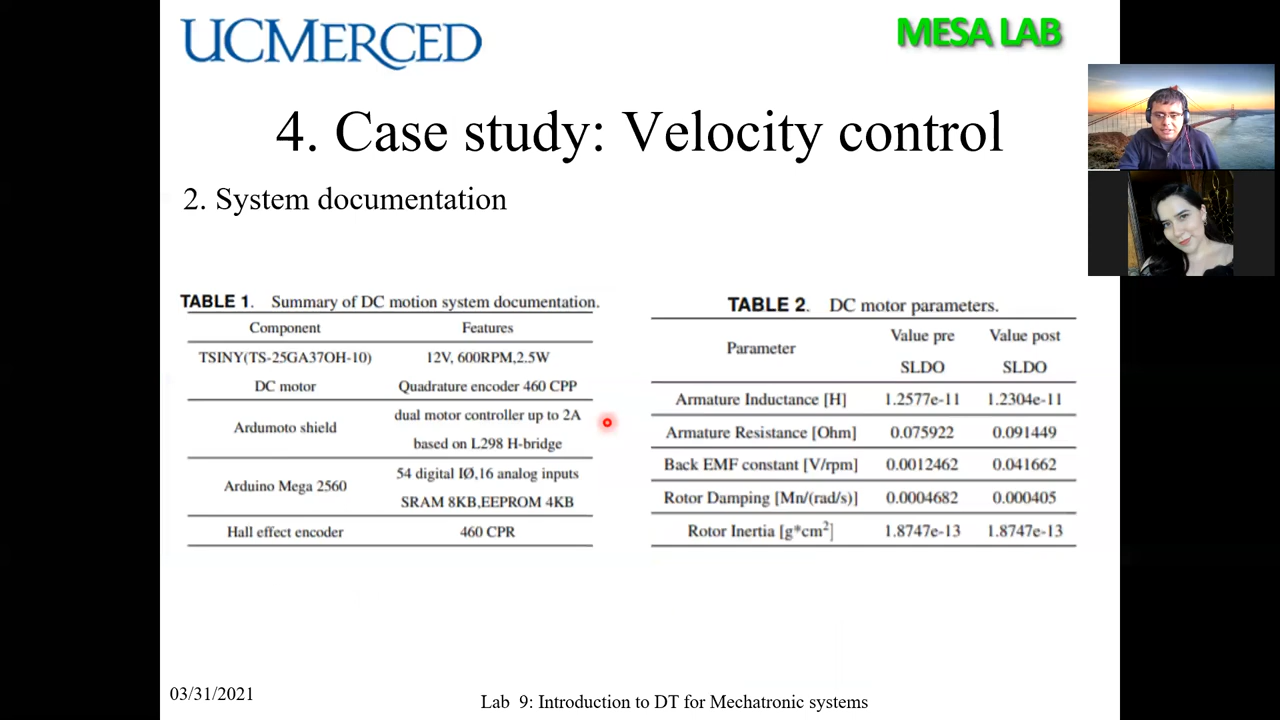 UCMERCED
MESA LAB
4. Case study: Velocity control
2. System documentation
TABLE 1. Summary of DC motion system documentation.
Component Features
TSINY(TS-25GA37OH-10) 12V, 600RPM,2.5W
DC motor Quadrature encoder 460 CPP
Ardumoto shield
dual motor controller up to 2A
based on L298 H-bridge
Arduino Mega 2560
54 digital IØ,16 analog inputs
SRAM 8KB,EEPROM 4KB
Hall effect encoder 460 CPR
TABLE 2. DC motor parameters.
Parameter
Value pre Value post
SLDO SLDO
Armature Inductance [H] 1.2577e-11 1.2304e-11
Armature Resistance [Ohm] 0.075922 0.091449
Back EMF constant [V/rpm] 0.0012462 0.041662
Rotor Damping [Mn/(rad/s)] 0.0004682 0.000405
Rotor Inertia [g*cm²] 1.8747e-13 1.8747e-13
03/31/2021
Lab 9: Introduction to DT for Mechatronic systems